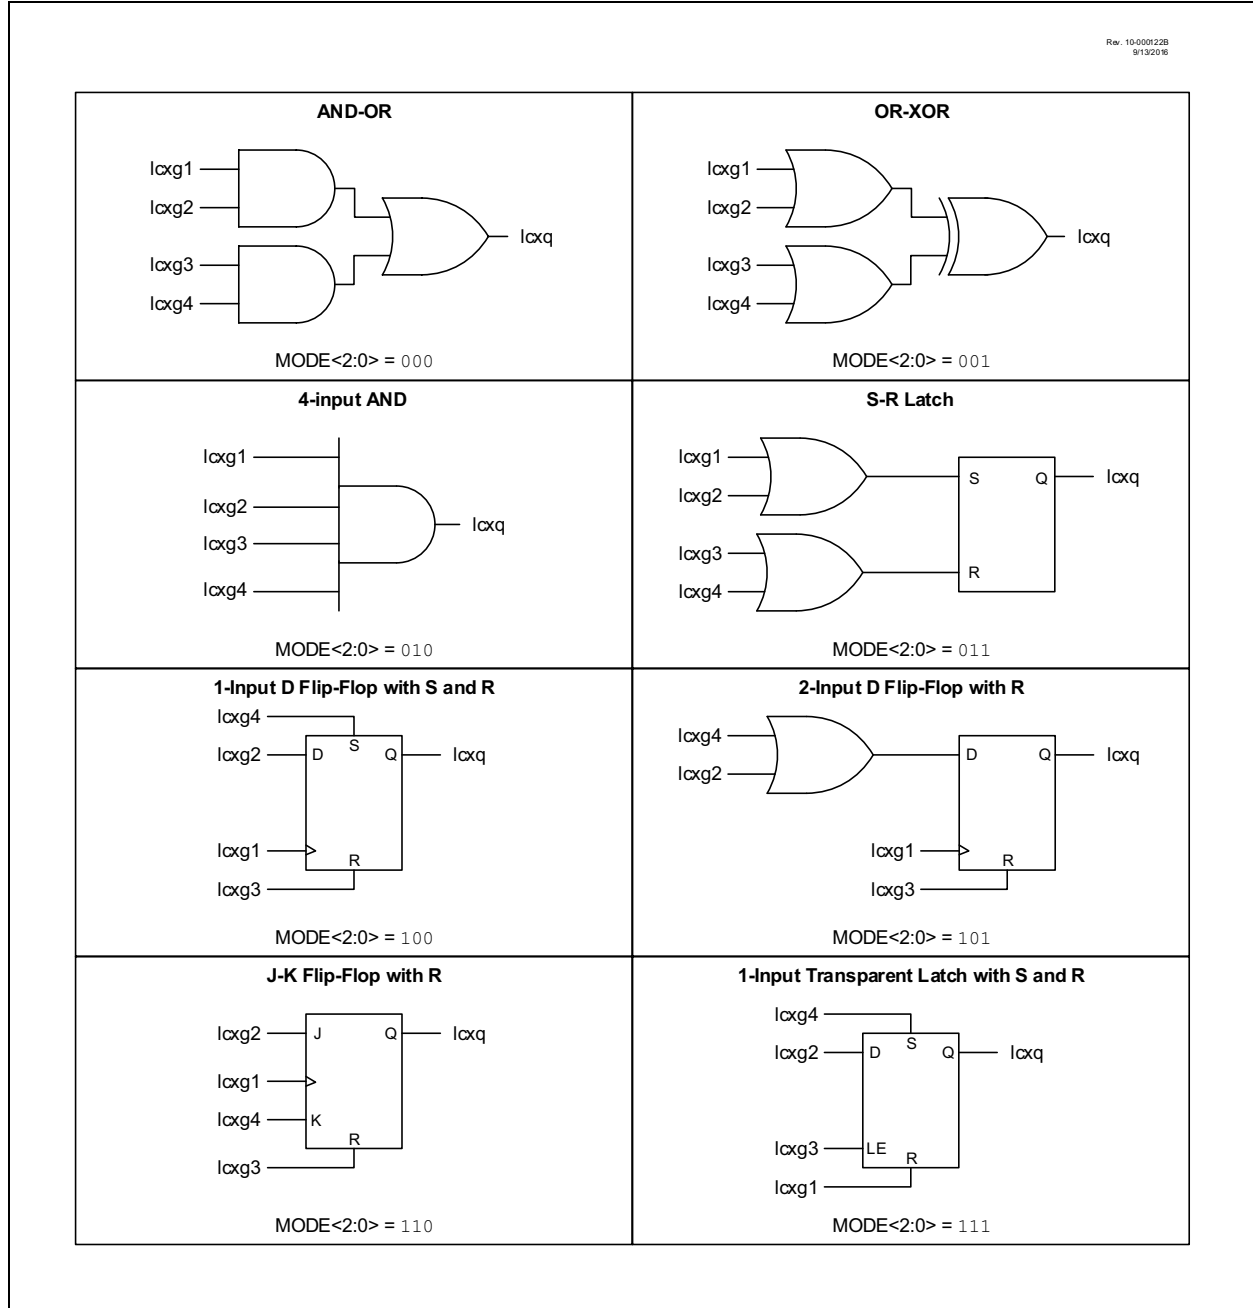 Rev. 10-000122B
9/13/2016
AND-OR
lcxg1
lcxg2
lcxg3
lcxg4
lcxq
MODE<2:0> = 000
OR-XOR
lcxg1
lcxg2
lcxg3
lcxg4
lcxq
MODE<2:0> = 001
4-input AND
lcxg1
lcxg2
lcxg3
lcxg4
lcxq
MODE<2:0> = 010
S-R Latch
lcxg1
lcxg2
lcxg3
lcxg4
S
Q
lcxq
R
MODE<2:0> = 011
1-Input D Flip-Flop with S and R
lcxg4
S
lcxg2
D
Q
lcxq
lcxg1
R
lcxg3
MODE<2:0> = 100
2-Input D Flip-Flop with R
lcxg4
lcxg2
D
Q
lcxq
lcxg1
R
lcxg3
MODE<2:0> = 101
J-K Flip-Flop with R
lcxg2
J
Q
lcxq
lcxg1
lcxg4
K
R
lcxg3
MODE<2:0> = 110
1-Input Transparent Latch with S and R
lcxg4
S
lcxg2
D
Q
lcxq
lcxg3
LE
R
lcxg1
MODE<2:0> = 111